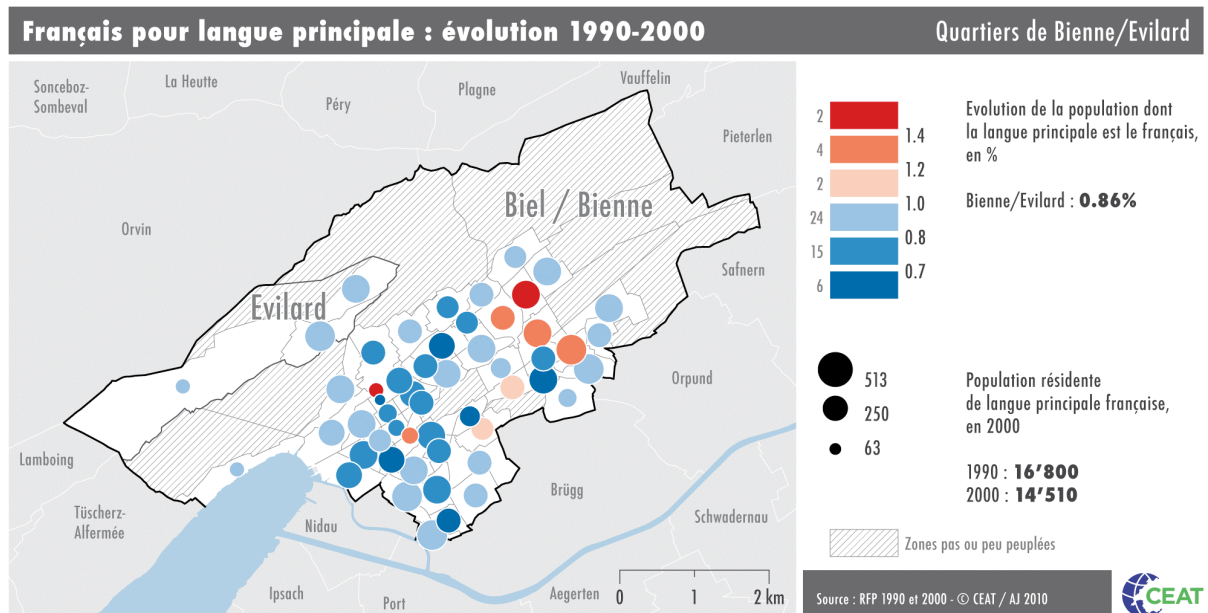 Français pour langue principale : évolution 1990-2000
Quartiers de Bienne/Evilard
Sonceboz-
Sombeval
La Heutte
Péry
Plagne
Vauffelin
Pieterlen
Orvin
Biel / Bienne
Safnern
Evilard
Orpund
Lamboing
Brügg
Tüscherz-
Alfermée
Nidau
Schwadernau
Ipsach
Port
Aegerten
0 1 2 km
2
1.4
4
1.2
2
1.0
24
0.8
15
0.7
6
Evolution de la population dont
la langue principale est le français,
en %
Bienne/Evilard : 0.86%
513
250
63
Population résidente
de langue principale française,
en 2000
1990 : 16’800
2000 : 14’510
Zones pas ou peu peuplées
Source : RFP 1990 et 2000 - © CEAT / AJ 2010
CEAT